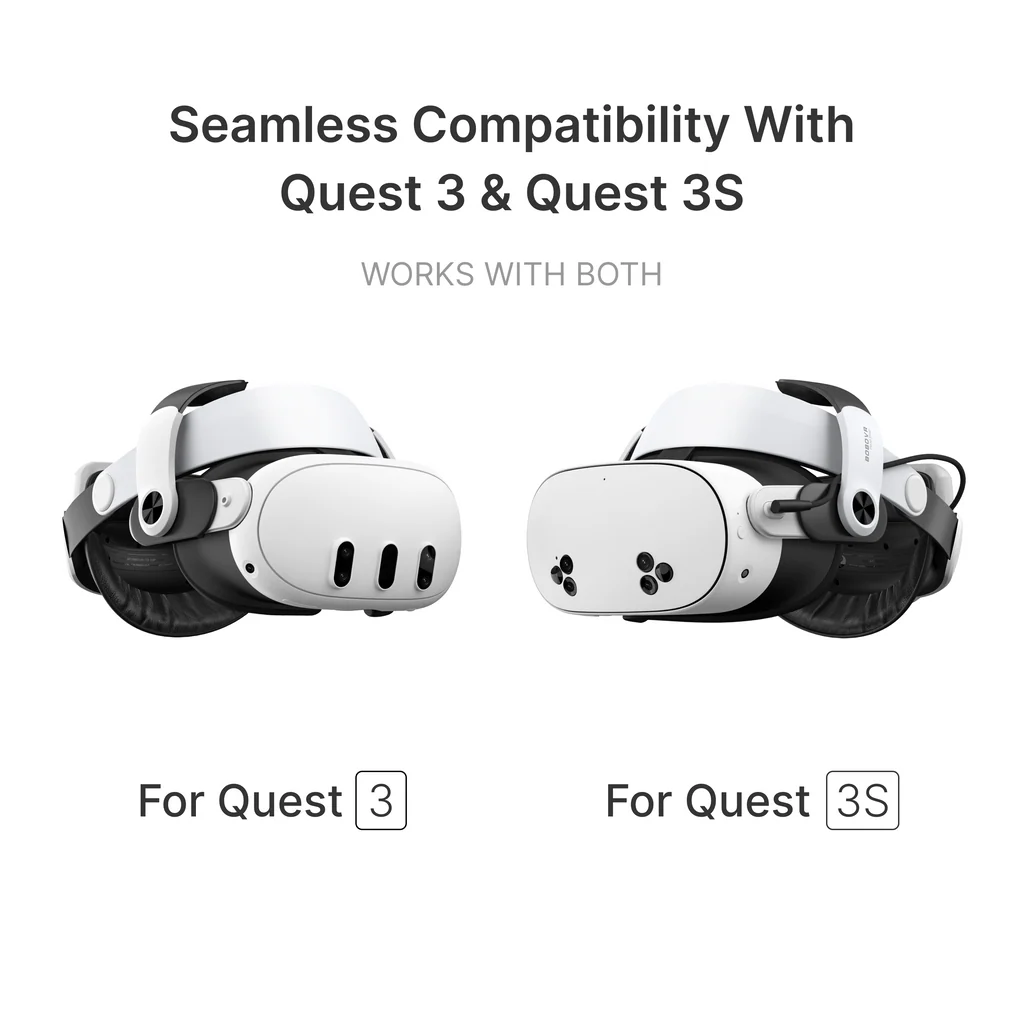 Seamless Compatibility With
Quest 3 & Quest 3S
WORKS WITH BOTH
BOBOVR
For Quest 3
For Quest 3S